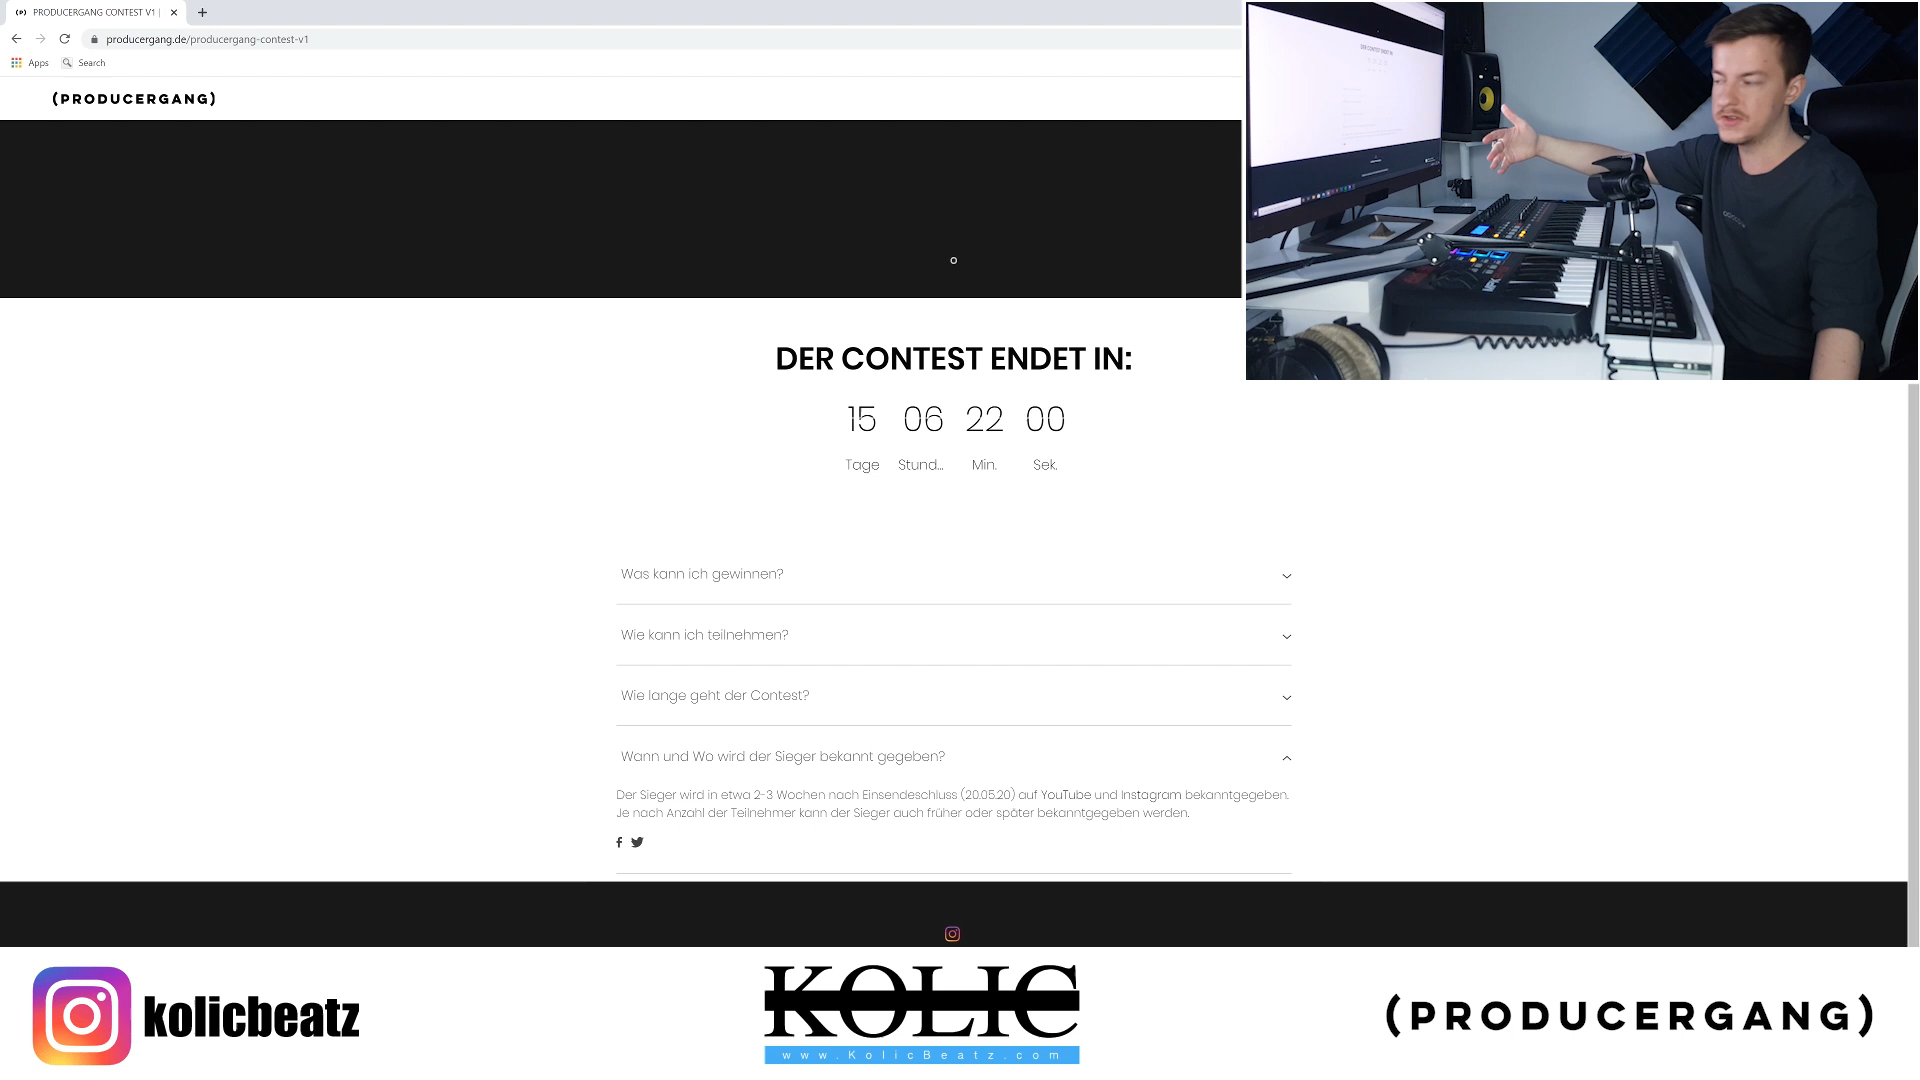 (P) PRODUCERGANG CONTEST V1 |
producergang.de/producergang-contest-v1
Apps Search
(PRODUCERGANG)
DER CONTEST ENDET IN:
15 06 22 00
Tage Stund... Min. Sek.
Was kann ich gewinnen?
Wie kann ich teilnehmen?
Wie lange geht der Contest?
Wann und Wo wird der Sieger bekannt gegeben?
Der Sieger wird in etwa 2-3 Wochen nach Einsendeschluss (20.05.20) auf YouTube und Instagram bekanntgegeben.
Je nach Anzahl der Teilnehmer kann der Sieger auch früher oder später bekanntgegeben werden.
kolicbeatz
KOLIC
www.KolicBeatz.com
(PRODUCERGANG)